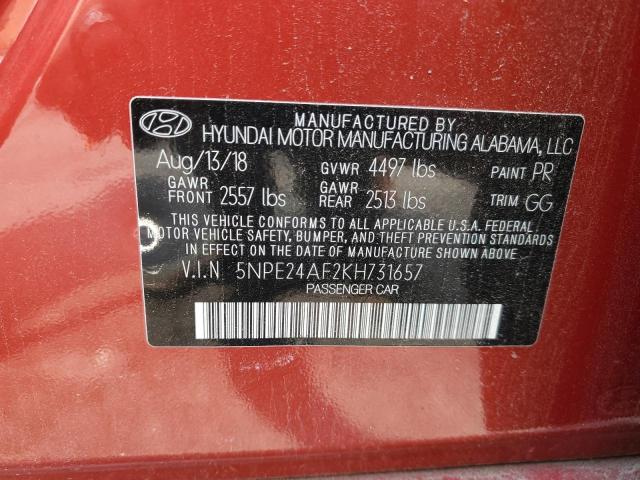 MANUFACTURED BY
HYUNDAI MOTOR MANUFACTURING ALABAMA, LLC
Aug/13/18 GVWR 4497 lbs PAINT PR
GAWR FRONT 2557 lbs GAWR REAR 2513 lbs TRIM GG
THIS VEHICLE CONFORMS TO ALL APPLICABLE U.S.A. FEDERAL
MOTOR VEHICLE SAFETY, BUMPER, AND THEFT PREVENTION STANDARDS
IN EFFECT ON THE DATE OF MANUFACTURE SHOWN ABOVE
V.I.N. 5NPE24AF2KH731657
PASSENGER CAR